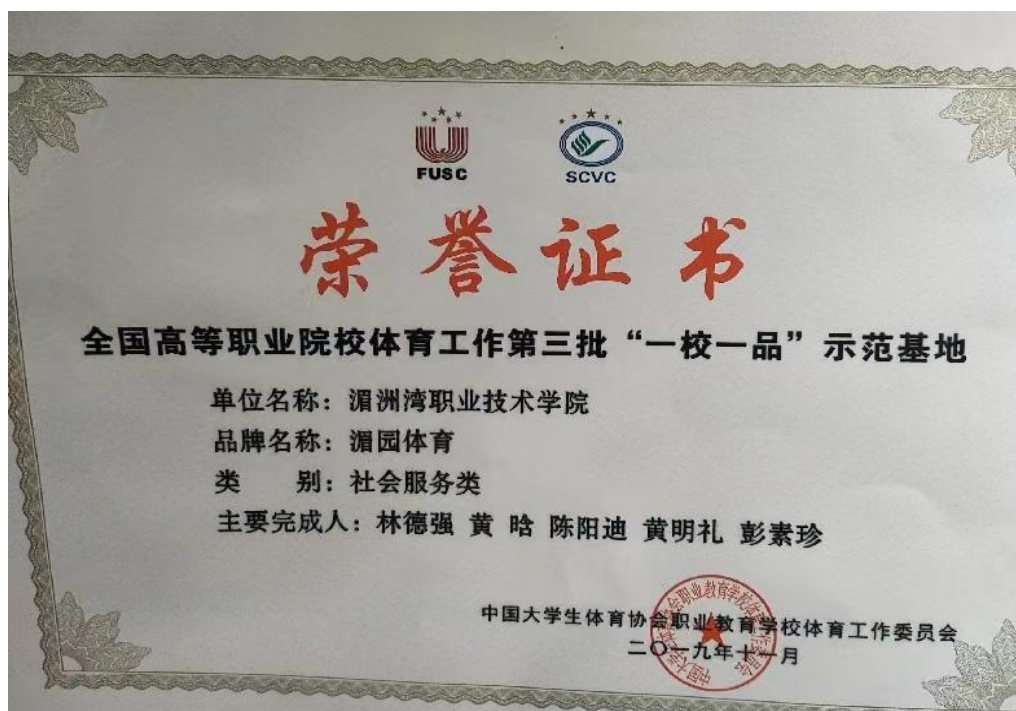 FUSC SCVC
荣誉证书
全国高等职业院校体育工作第三批“一校一品”示范基地
单位名称：湄洲湾职业技术学院
品牌名称：湄园体育
类 别：社会服务类
主要完成人：林德强 黄 晗 陈阳迪 黄明礼 彭素珍
中国大学生体育协会职业教育学校体育工作委员会
二〇一九年十一月